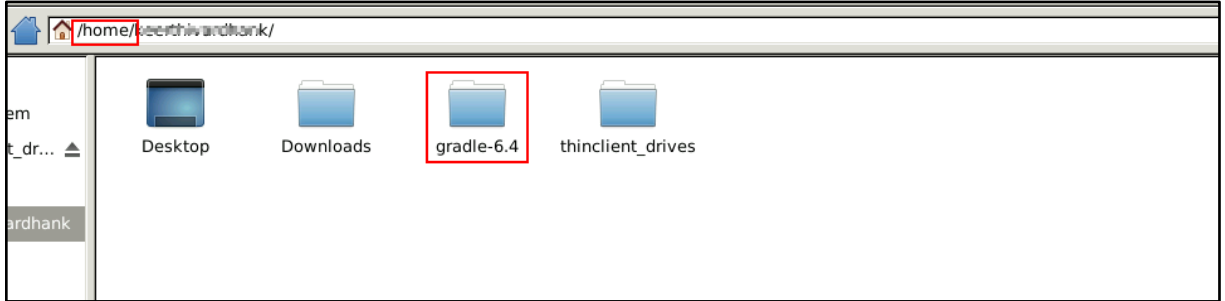 /home/
em
t_dr...
ardhank
Desktop
Downloads
gradle-6.4
thinclient_drives